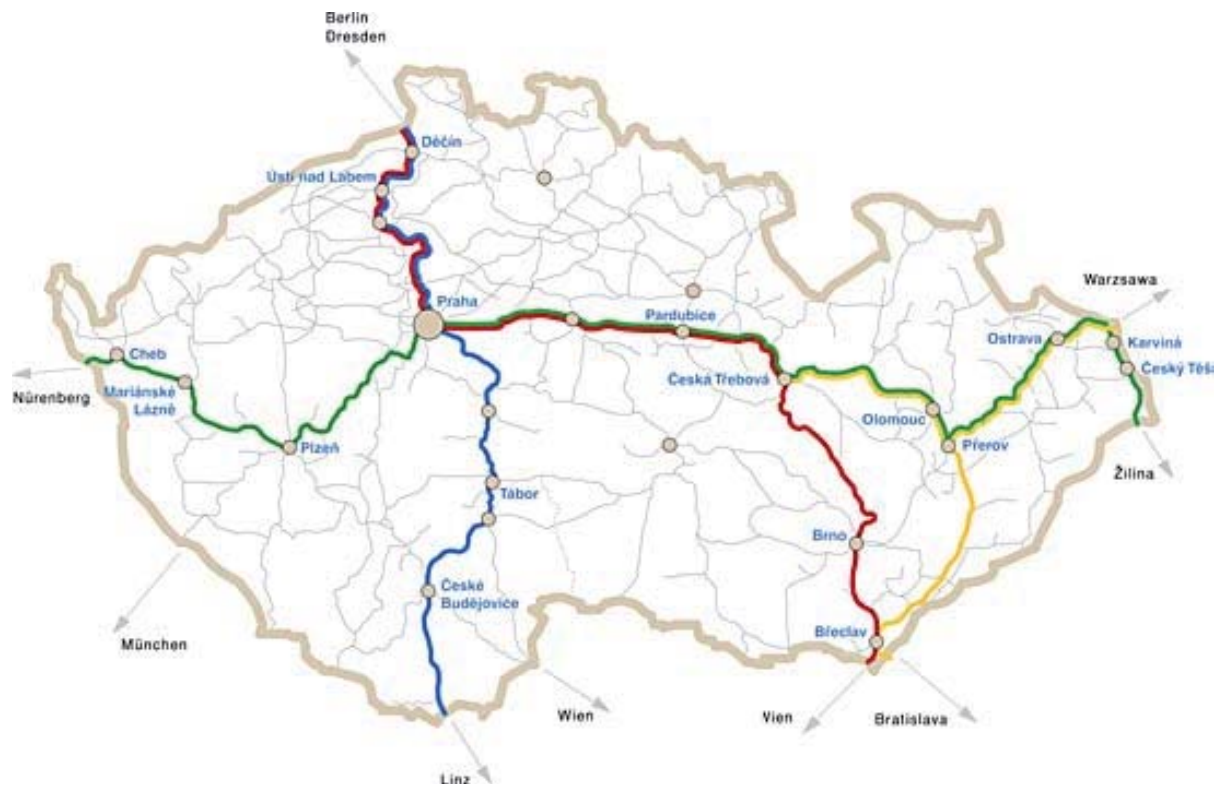 Berlin
Dresden
Děčín
Ústí nad Labem
Praha
Pardubice
Warzsawa
Ostrava
Karviná
Český Těší
Cheb
Mariánské
Lázně
Nürenberg
Česká Třebová
Olomouc
Přerov
Plzeň
Žilina
Tábor
Brno
České
Budějovice
Břeclav
München
Wien
Vien
Bratislava
Linz